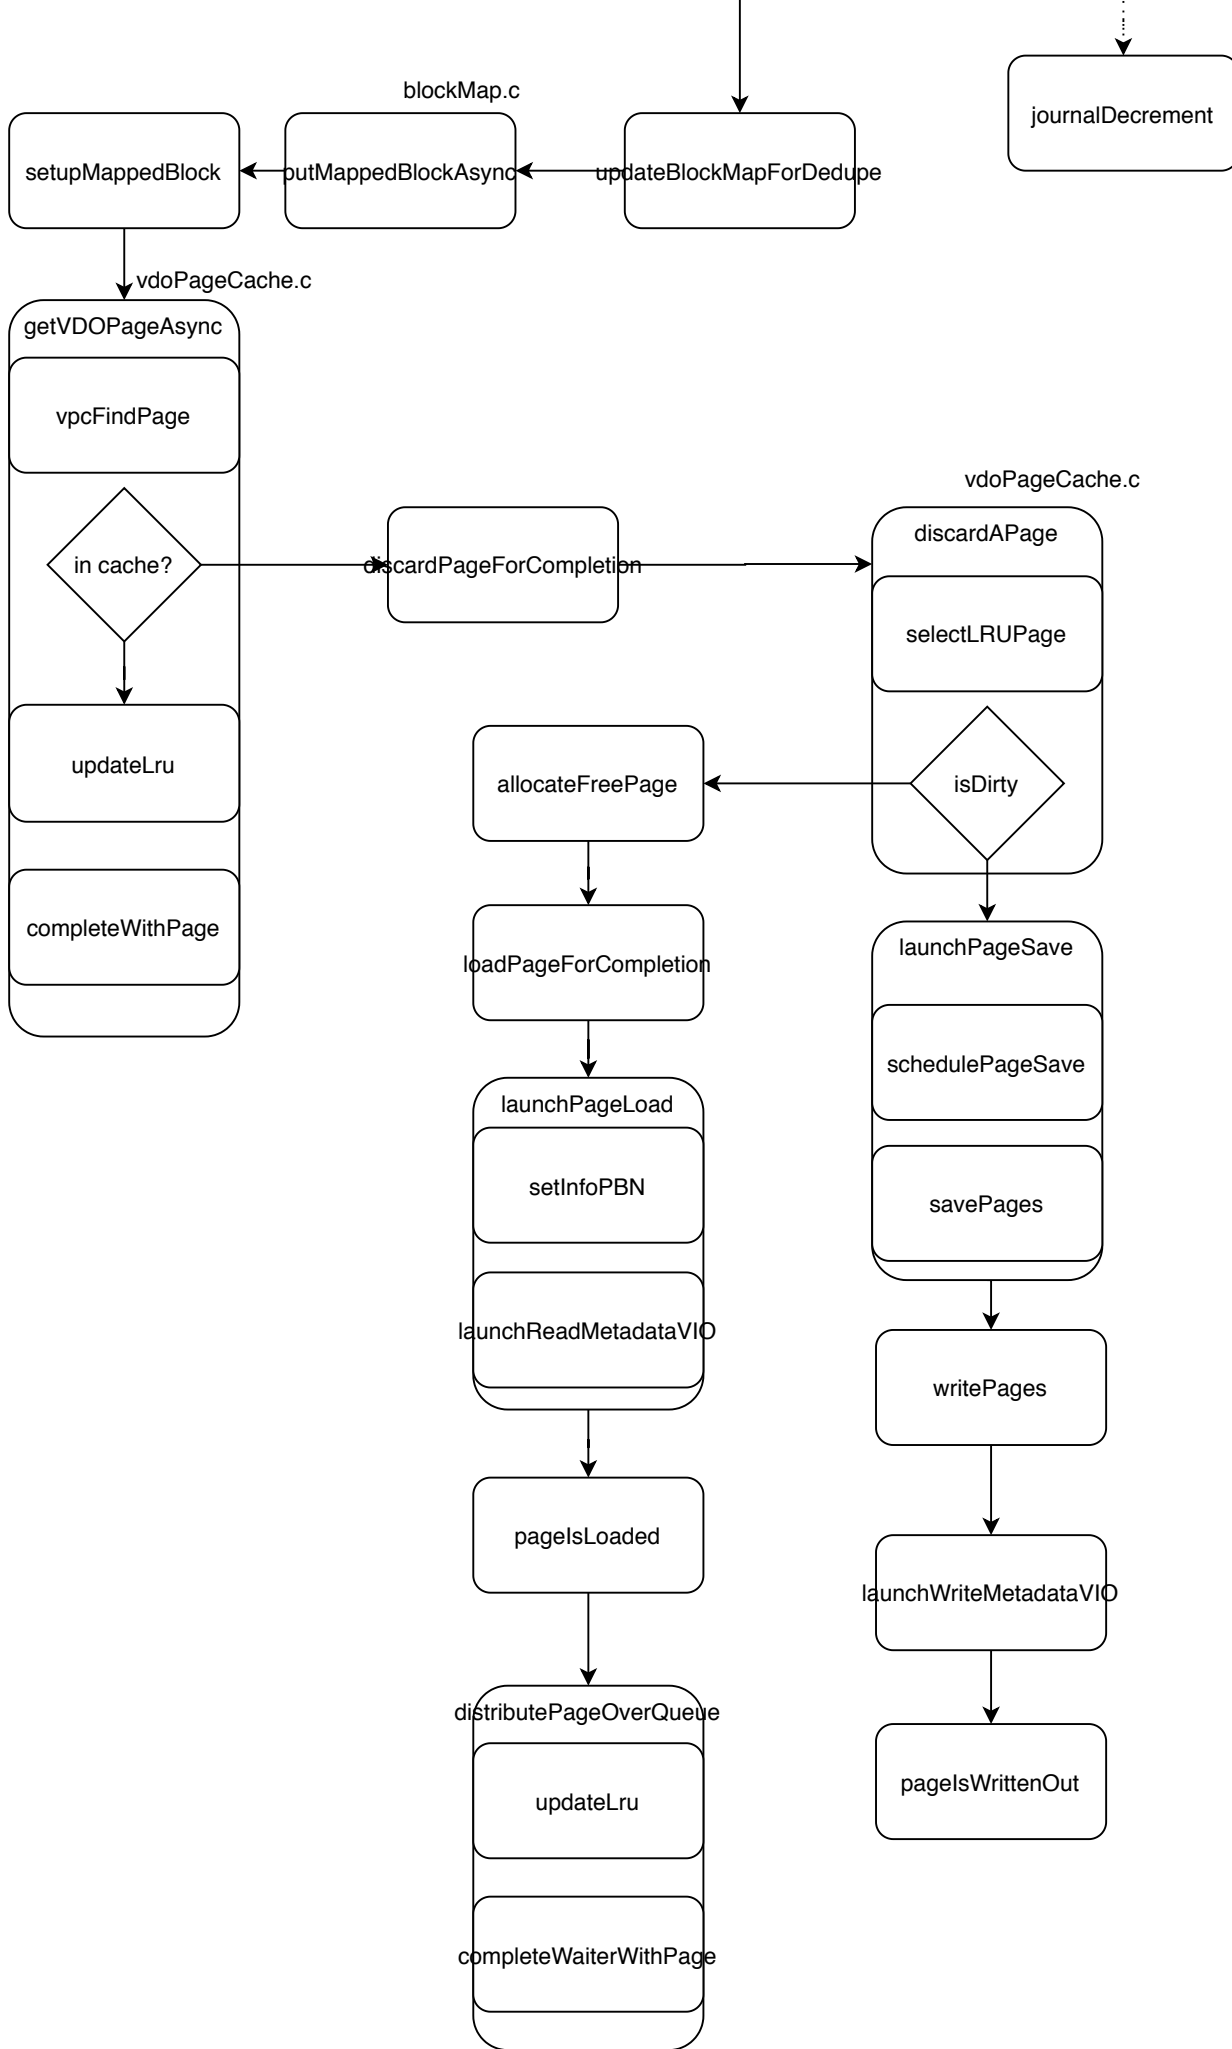 journalDecrement
blockMap.c
setupMappedBlock
putMappedBlockAsync
updateBlockMapForDedupe
vdoPageCache.c
getVDOPageAsync
vpcFindPage
in cache?
updateLru
completeWithPage
discardPageForCompletion
vdoPageCache.c
discardAPage
selectLRUPage
isDirty
allocateFreePage
loadPageForCompletion
launchPageLoad
setInfoPBN
launchReadMetadataVIO
pageIsLoaded
distributePageOverQueue
updateLru
completeWaiterWithPage
launchPageSave
schedulePageSave
savePages
writePages
launchWriteMetadataVIO
pageIsWrittenOut